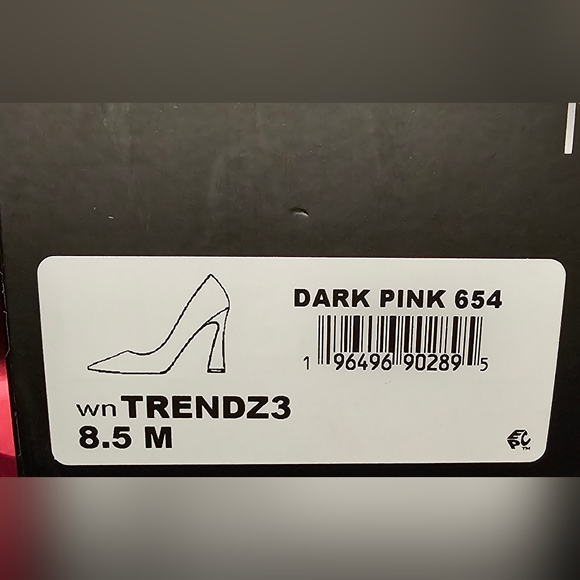 DARK PINK 654
1 96496 90289 5
wn TRENDZ3
8.5 M